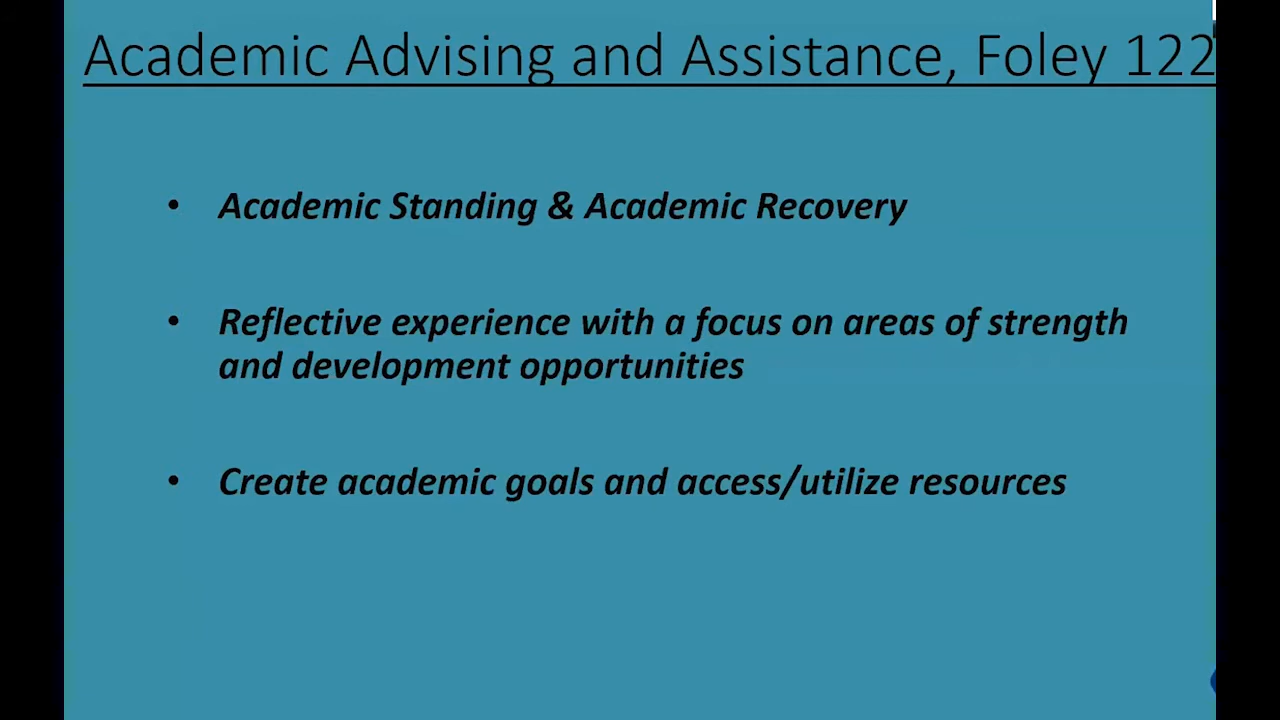 Academic Advising and Assistance, Foley 122
• Academic Standing & Academic Recovery
• Reflective experience with a focus on areas of strength
and development opportunities
• Create academic goals and access/utilize resources